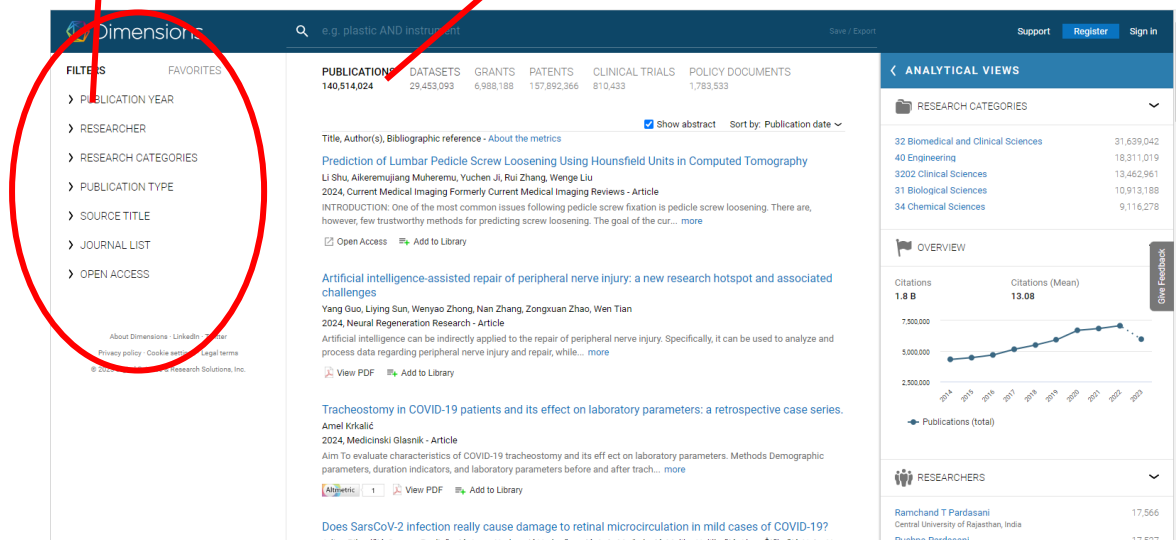 Dimensions
e.g. plastic AND instrument
Save / Export
Support Register Sign in
FILTERS FAVORITES
PUBLICATION YEAR
RESEARCHER
RESEARCH CATEGORIES
PUBLICATION TYPE
SOURCE TITLE
JOURNAL LIST
OPEN ACCESS
About Dimensions · LinkedIn · Twitter
Privacy policy · Cookie settings · Legal terms
Research Solutions, Inc.
PUBLICATIONS DATASETS GRANTS PATENTS CLINICAL TRIALS POLICY DOCUMENTS
140,514,024 29,453,093 6,988,188 157,892,366 810,433 1,783,533
Show abstract Sort by: Publication date
Title, Author(s), Bibliographic reference - About the metrics
Prediction of Lumbar Pedicle Screw Loosening Using Hounsfield Units in Computed Tomography
Li Shu, Aikeremujiang Muheremu, Yuchen Ji, Rui Zhang, Wenge Liu
2024, Current Medical Imaging Formerly Current Medical Imaging Reviews - Article
INTRODUCTION: One of the most common issues following pedicle screw fixation is pedicle screw loosening. There are,
however, few trustworthy methods for predicting screw loosening. The goal of the cur... more
Open Access Add to Library
Artificial intelligence-assisted repair of peripheral nerve injury: a new research hotspot and associated
challenges
Yang Guo, Liying Sun, Wenyao Zhong, Nan Zhang, Zongxuan Zhao, Wen Tian
2024, Neural Regeneration Research - Article
Artificial intelligence can be indirectly applied to the repair of peripheral nerve injury. Specifically, it can be used to analyze and
process data regarding peripheral nerve injury and repair, while... more
View PDF Add to Library
Tracheostomy in COVID-19 patients and its effect on laboratory parameters: a retrospective case series.
Amel Krkalić
2024, Medicinski Glasnik - Article
Aim To evaluate characteristics of COVID-19 tracheostomy and its eff ect on laboratory parameters. Methods Demographic
parameters, duration indicators, and laboratory parameters before and after trach... more
Altmetric 1 View PDF Add to Library
Does SarsCoV-2 infection really cause damage to retinal microcirculation in mild cases of COVID-19?
ANALYTICAL VIEWS
RESEARCH CATEGORIES
32 Biomedical and Clinical Sciences 31,639,042
40 Engineering 18,311,019
3202 Clinical Sciences 13,462,961
31 Biological Sciences 10,913,188
34 Chemical Sciences 9,116,278
OVERVIEW
Give Feedback
Citations Citations (Mean)
1.8 B 13.08
7,500,000
5,000,000
2,500,000
2014 2015 2016 2017 2018 2019 2020 2021 2022 2023
Publications (total)
RESEARCHERS
Ramchand T Pardasani 17,566
Central University of Rajasthan, India
Pushpa Pardasani 17,527